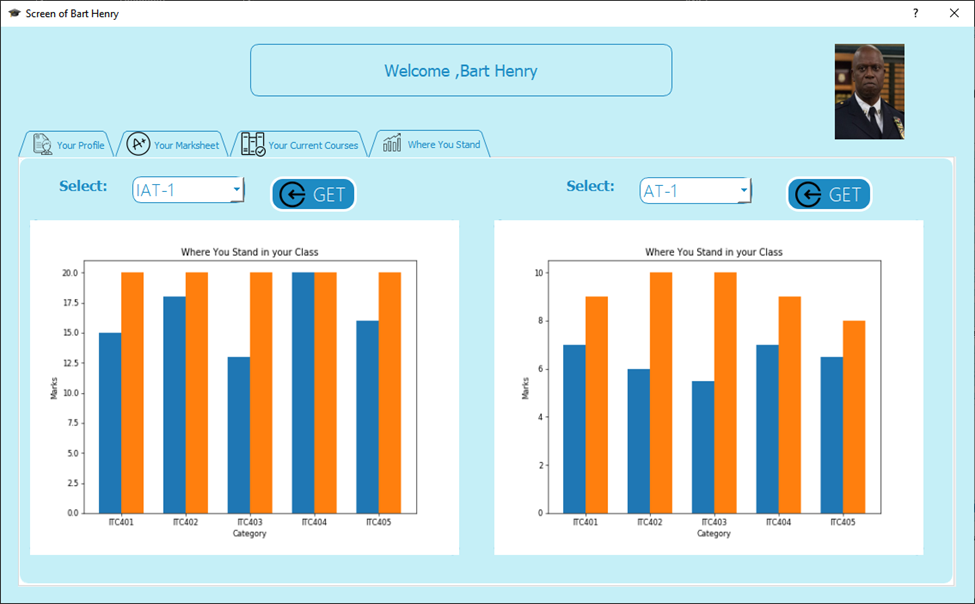 Screen of Bart Henry
?
Welcome ,Bart Henry
Your Profile
A+
Your Marksheet
Your Current Courses
Where You Stand
Select:
IAT-1
GET
Select:
AT-1
GET
Where You Stand in your Class
20.0
17.5
15.0
12.5
10.0
7.5
5.0
2.5
0.0
Marks
ITC401 ITC402 ITC403 ITC404 ITC405
Category
Where You Stand in your Class
10
8
6
4
2
0
Marks
ITC401 ITC402 ITC403 ITC404 ITC405
Category